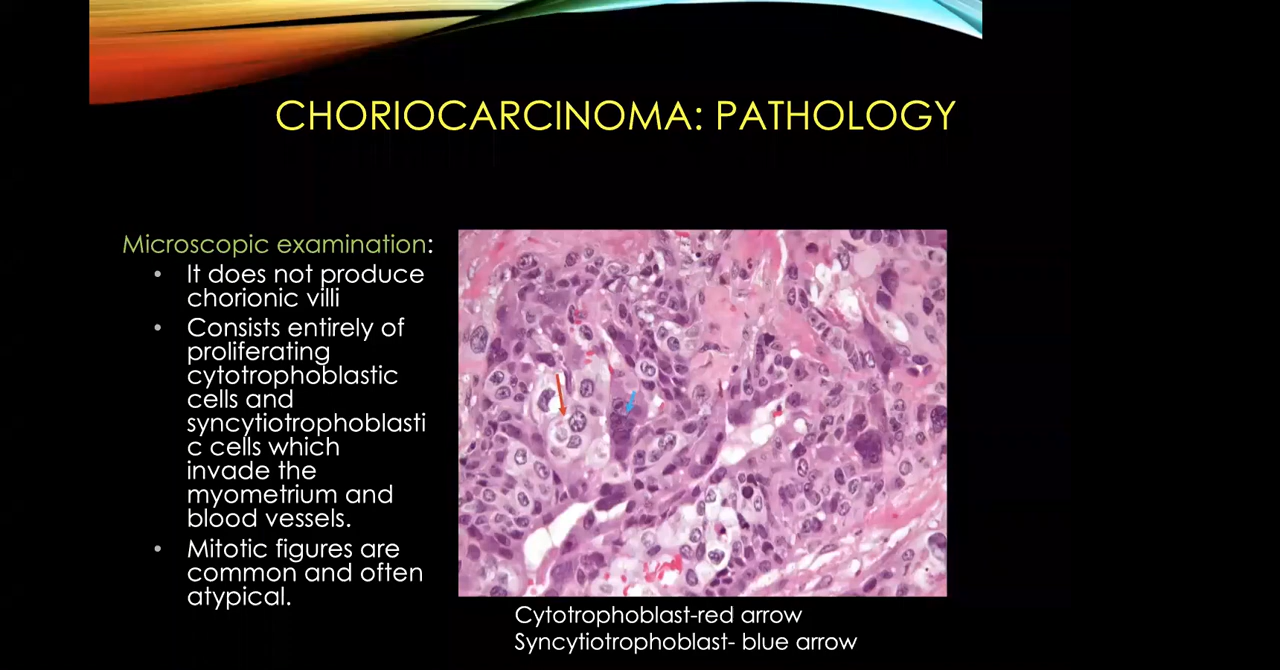 CHORIOCARCINOMA: PATHOLOGY
Microscopic examination:
• It does not produce
chorionic villi
• Consists entirely of
proliferating
cytotrophoblastic
cells and
syncytiotrophoblasti
c cells which
invade the
myometrium and
blood vessels.
• Mitotic figures are
common and often
atypical.
Cytotrophoblast-red arrow
Syncytiotrophoblast- blue arrow